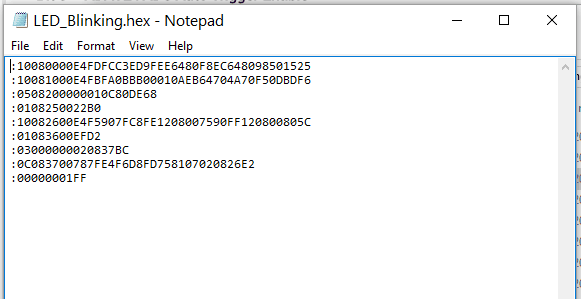 LED_Blinking.hex - Notepad
File Edit Format View Help
:10080000E4FDFCC3ED9FEE6480F8EC648098501525
:10081000E4FBFA0BBB00010AEB64704A70F50DBDF6
:0508200000010C80DE68
:0108250022B0
:10082600E4F5907FC8FE1208007590FF120800805C
:01083600EFD2
:03000000020837BC
:0C083700787FE4F6D8FD758107020826E2
:00000001FF